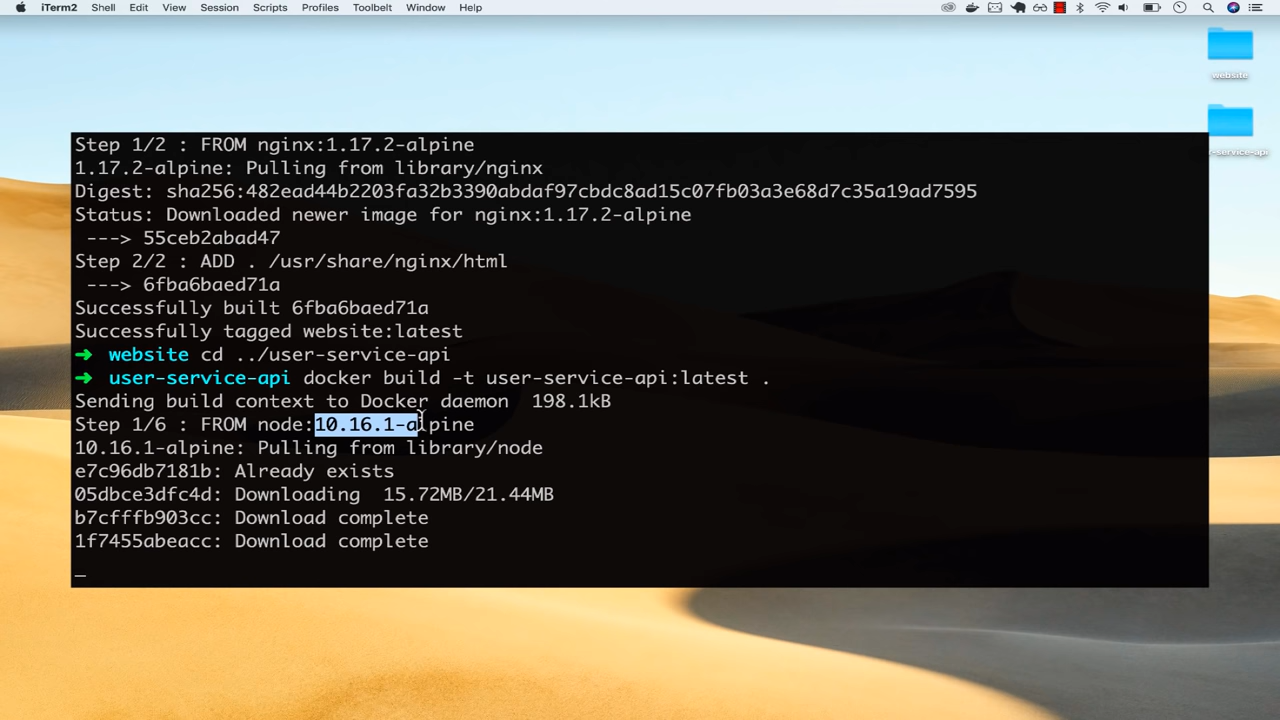 iTerm2 Shell Edit View Session Scripts Profiles Toolbelt Window Help
website
Step 1/2 : FROM nginx:1.17.2-alpine
1.17.2-alpine: Pulling from library/nginx
r-service-api
Digest: sha256:482ead44b2203fa32b3390abdaf97cbdc8ad15c07fb03a3e68d7c35a19ad7595
Status: Downloaded newer image for nginx:1.17.2-alpine
---> 55ceb2abad47
Step 2/2 : ADD . /usr/share/nginx/html
---> 6fba6baed71a
Successfully built 6fba6baed71a
Successfully tagged website:latest
➜ website cd ../user-service-api
➜ user-service-api docker build -t user-service-api:latest .
Sending build context to Docker daemon 198.1kB
Step 1/6 : FROM node:10.16.1-alpine
10.16.1-alpine: Pulling from library/node
e7c96db7181b: Already exists
05dbce3dfc4d: Downloading 15.72MB/21.44MB
b7cfffb903cc: Download complete
1f7455abeacc: Download complete